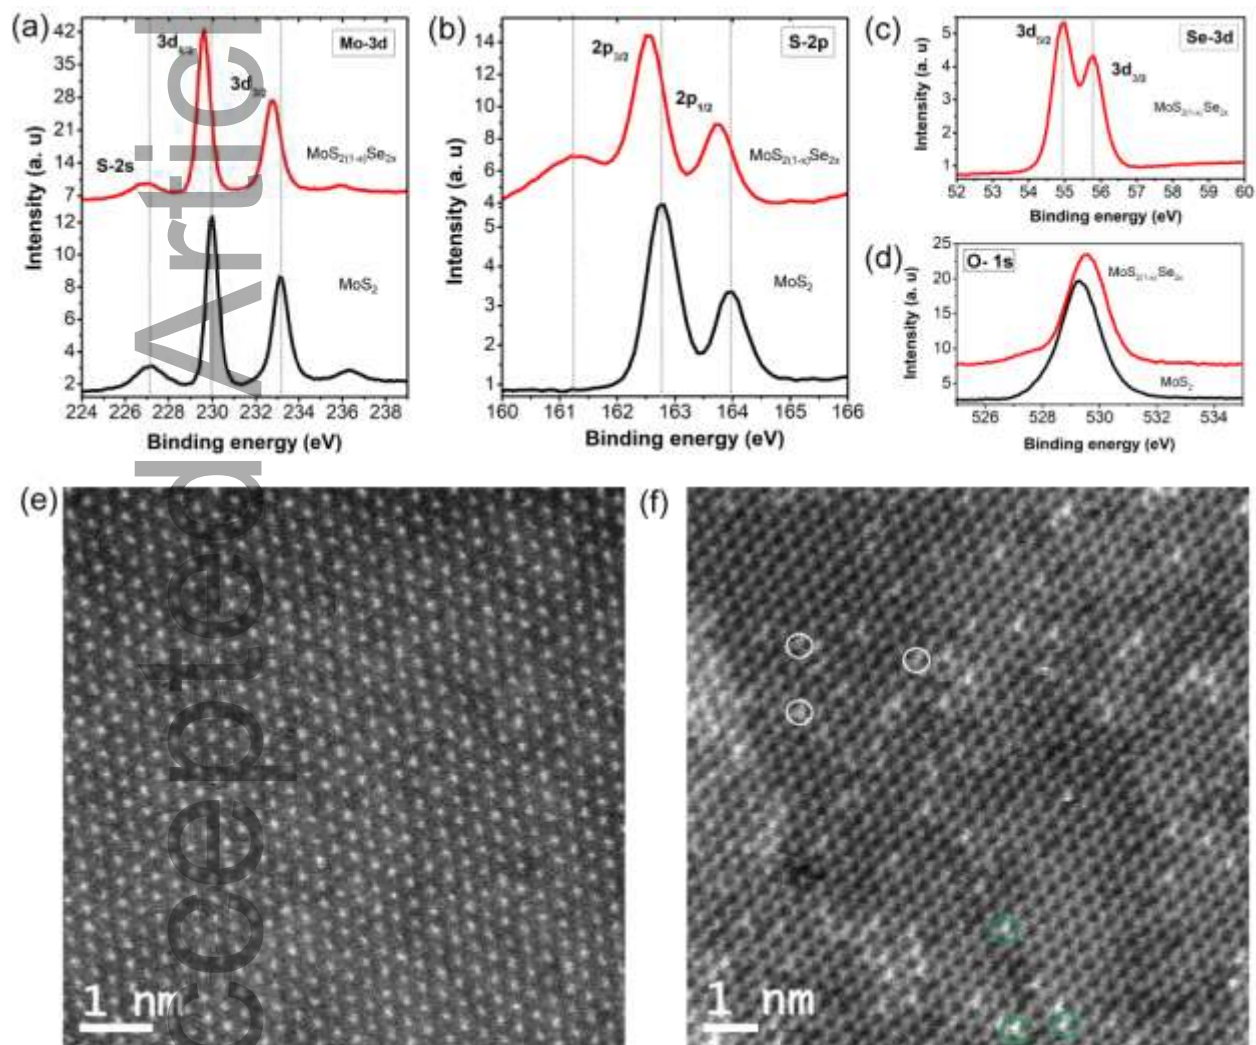 (a)
Mo-3d
3d5/2
3d3/2
S-2s
MoS2(1-x)Se2x
MoS2
Intensity (a. u)
42
35
28
21
14
7
12
10
8
6
4
2
224 226 228 230 232 234 236 238
Binding energy (eV)
(b)
S-2p
2p3/2
2p1/2
MoS2(1-x)Se2x
MoS2
Intensity (a. u)
14
12
10
8
6
4
5
4
3
2
1
160 161 162 163 164 165 166
Binding energy (eV)
(c)
Se-3d
3d5/2
3d3/2
MoS2(1-x)Se2x
Intensity (a. u)
5
4
3
2
1
52 53 54 55 56 57 58 59 60
Binding energy (eV)
(d)
O- 1s
MoS2(1-x)Se2x
MoS2
Intensity (a. u)
25
20
15
10
5
526 528 530 532 534
Binding energy (eV)
(e)
1 nm
(f)
1 nm
cepted Articl